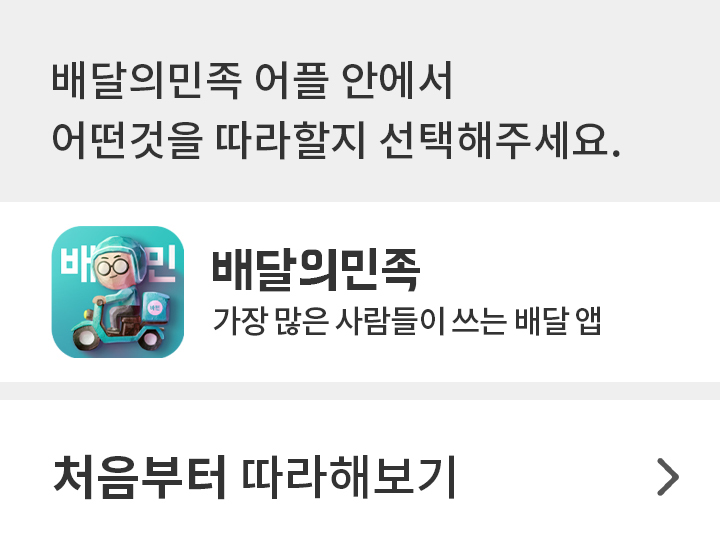 배달의민족 어플 안에서
어떤것을 따라할지 선택해주세요.
배 민
배민
배달의민족
가장 많은 사람들이 쓰는 배달 앱
처음부터 따라해보기